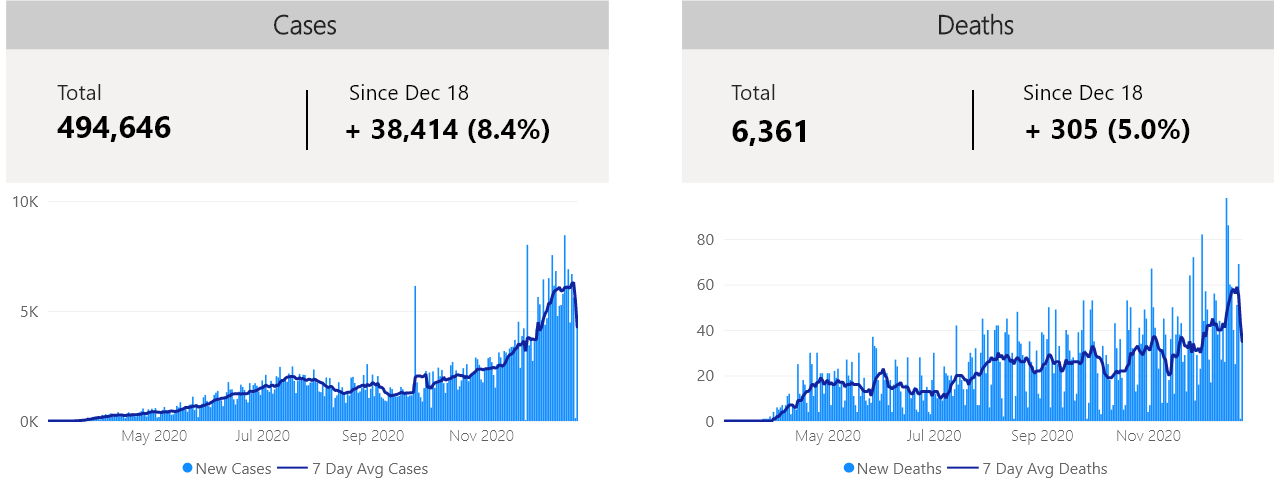 Cases
Total
494,646
Since Dec 18
+ 38,414 (8.4%)
10K
5K
0K
May 2020
Jul 2020
Sep 2020
Nov 2020
New Cases
7 Day Avg Cases
Deaths
Total
6,361
Since Dec 18
+ 305 (5.0%)
80
60
40
20
0
May 2020
Jul 2020
Sep 2020
Nov 2020
New Deaths
7 Day Avg Deaths